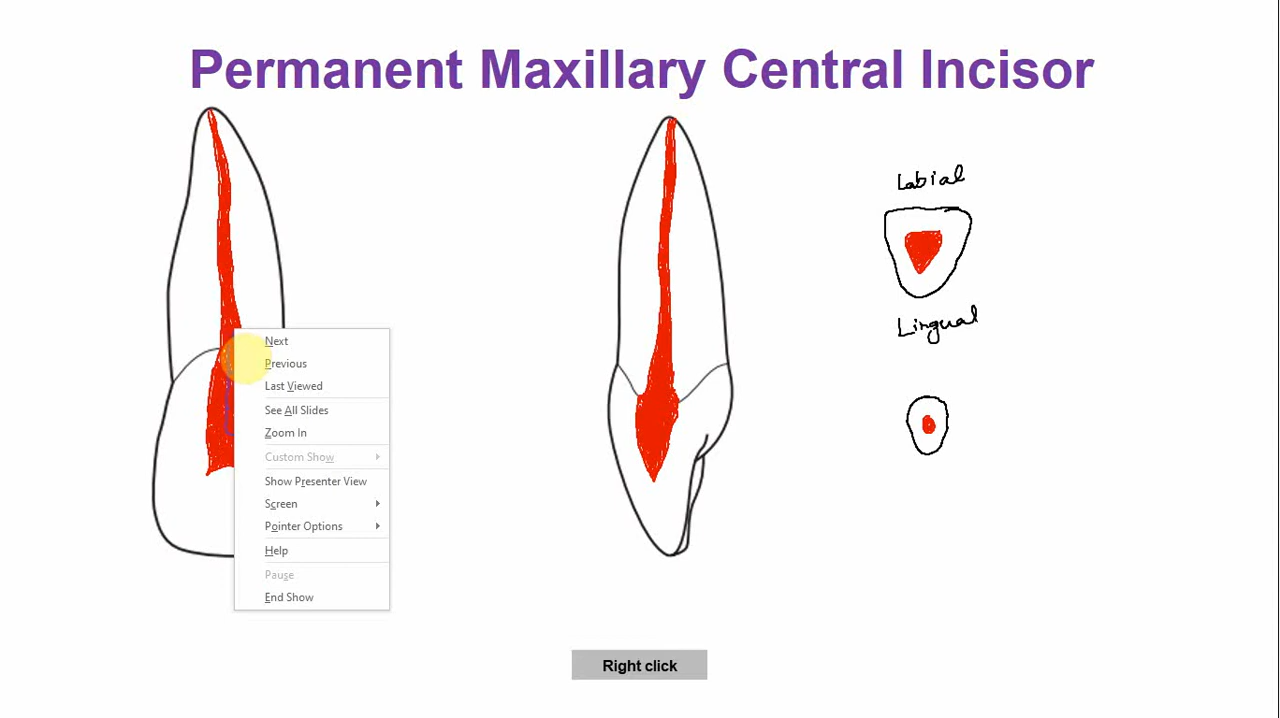 Permanent Maxillary Central Incisor
Labial
Lingual
Next
Previous
Last Viewed
See All Slides
Zoom In
Custom Show
Show Presenter View
Screen
Pointer Options
Help
Pause
End Show
Right click